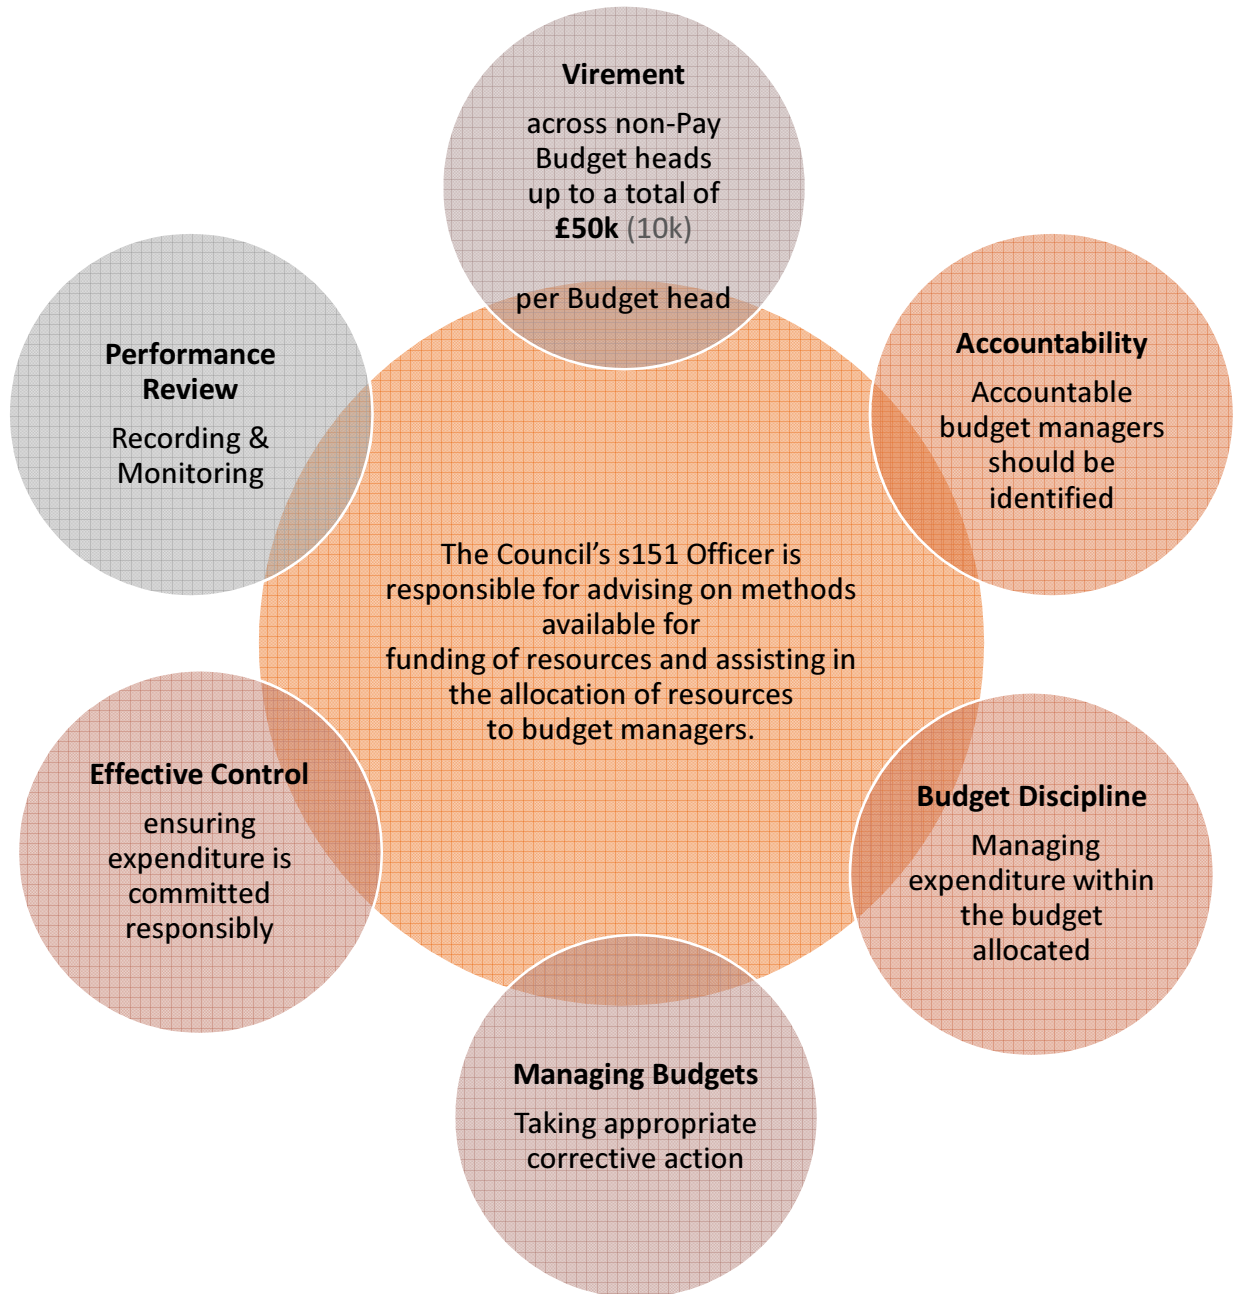 Virement
across non-Pay
Budget heads
up to a total of
£50k (10k)
per Budget head
Accountability
Accountable
budget managers
should be
identified
Budget Discipline
Managing
expenditure within
the budget
allocated
Managing Budgets
Taking appropriate
corrective action
Effective Control
ensuring
expenditure is
committed
responsibly
Performance
Review
Recording &
Monitoring
The Council’s s151 Officer is
responsible for advising on methods
available for
funding of resources and assisting in
the allocation of resources
to budget managers.